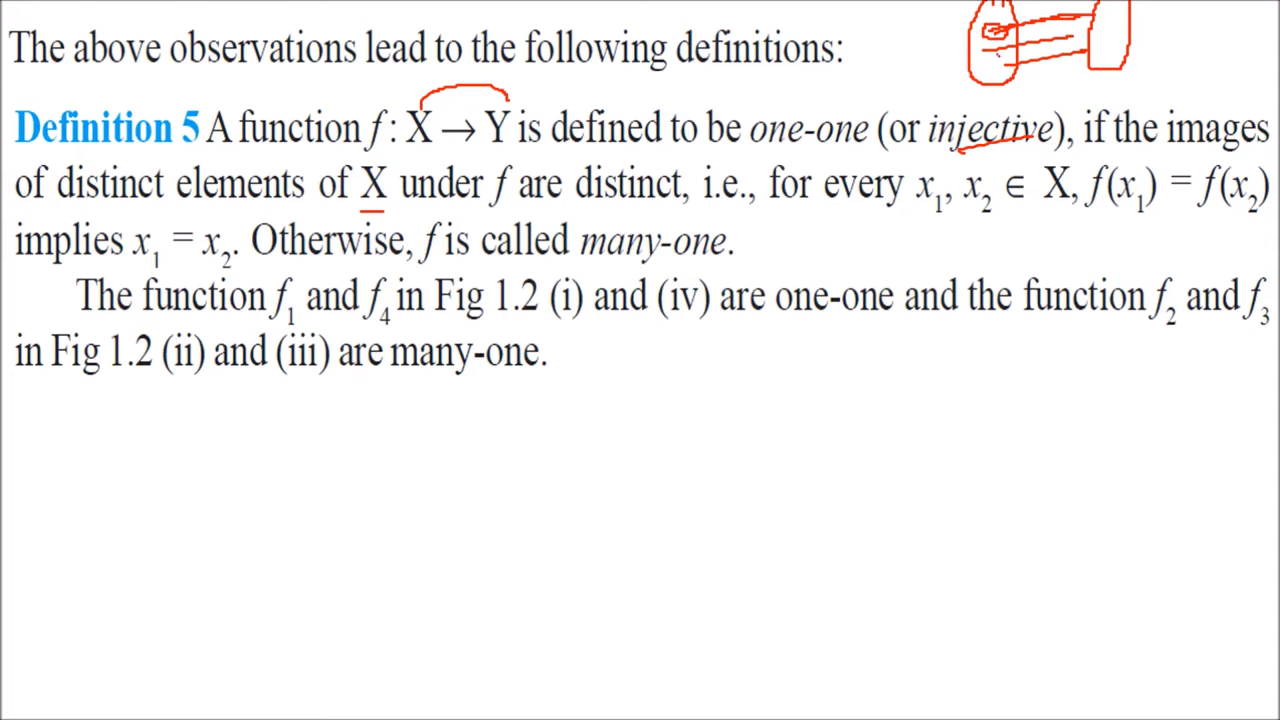 The above observations lead to the following definitions:
Definition 5 A function f : X → Y is defined to be one-one (or injective), if the images
of distinct elements of X under f are distinct, i.e., for every x₁, x₂ ∈ X, f(x₁) = f(x₂)
implies x₁ = x₂. Otherwise, f is called many-one.
The function f₁ and f₄ in Fig 1.2 (i) and (iv) are one-one and the function f₂ and f₃
in Fig 1.2 (ii) and (iii) are many-one.